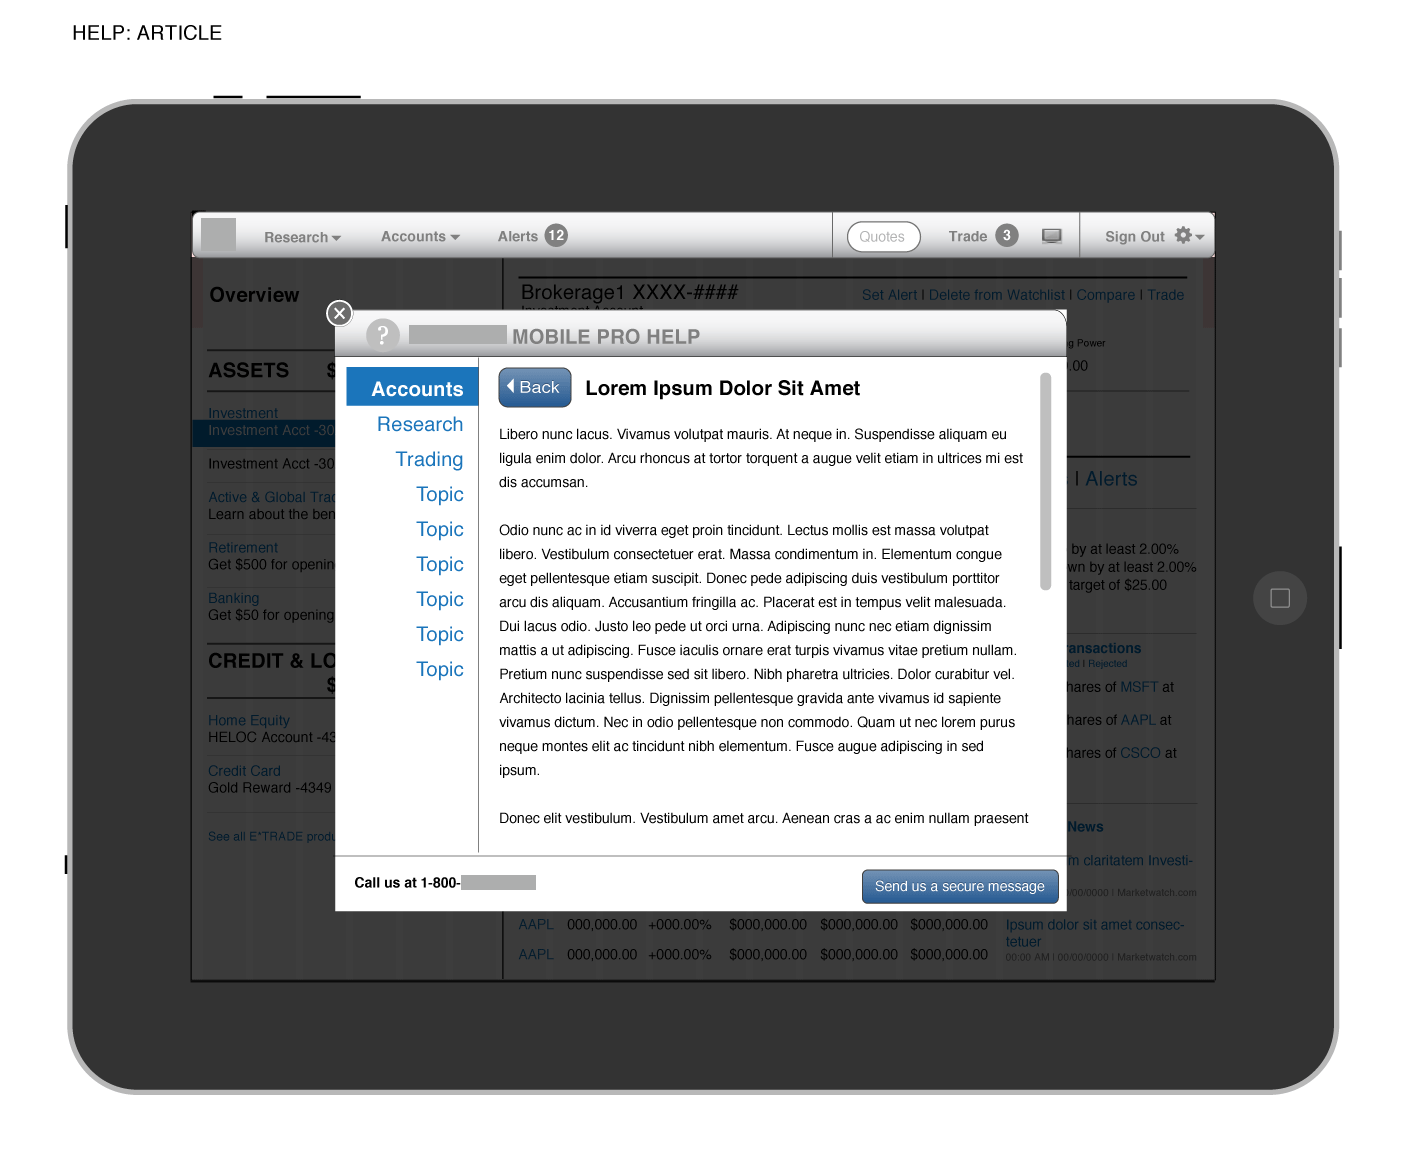 HELP: ARTICLE
Research
Accounts
Alerts 12
Quotes
Trade 3
Sign Out
Overview
Brokerage1 XXXX-####
Set Alert | Delete from Watchlist | Compare | Trade
? MOBILE PRO HELP
Power
.00
ASSETS $
Investment
Investment Acct -30
Investment Acct -30
Active & Global Trad
Learn about the ben
Retirement
Get $500 for openin
Banking
Get $50 for opening
CREDIT & LO
$
Home Equity
HELOC Account -43
Credit Card
Gold Reward -4349
See all E*TRADE produ
Accounts
Research
Trading
Topic
Topic
Topic
Topic
Topic
Topic
Back
Lorem Ipsum Dolor Sit Amet
Libero nunc lacus. Vivamus volutpat mauris. At neque in. Suspendisse aliquam eu
ligula enim dolor. Arcu rhoncus at tortor torquent a augue velit etiam in ultrices mi est
dis accumsan.
Odio nunc ac in id viverra eget proin tincidunt. Lectus mollis est massa volutpat
libero. Vestibulum consectetuer erat. Massa condimentum in. Elementum congue
eget pellentesque etiam suscipit. Donec pede adipiscing duis vestibulum porttitor
arcu dis aliquam. Accusantium fringilla ac. Placerat est in tempus velit malesuada.
Dui lacus odio. Justo leo pede ut orci urna. Adipiscing nunc nec etiam dignissim
mattis a ut adipiscing. Fusce iaculis ornare erat turpis vivamus vitae pretium nullam.
Pretium nunc suspendisse sed sit libero. Nibh pharetra ultricies. Dolor curabitur vel.
Architecto lacinia tellus. Dignissim pellentesque gravida ante vivamus id sapiente
vivamus dictum. Nec in odio pellentesque non commodo. Quam ut nec lorem purus
neque montes elit ac tincidunt nibh elementum. Fusce augue adipiscing in sed
ipsum.
Donec elit vestibulum. Vestibulum amet arcu. Aenean cras a ac enim nullam praesent
Call us at 1-800-
Send us a secure message
| Alerts
by at least 2.00%
wn by at least 2.00%
target of $25.00
ansactions
ted | Rejected
hares of MSFT at
hares of AAPL at
hares of CSCO at
News
m claritatem Investi-
/00/0000 | Marketwatch.com
AAPL 000,000.00 +000.00% $000,000.00 $000,000.00 $000,000.00
AAPL 000,000.00 +000.00% $000,000.00 $000,000.00 $000,000.00
Ipsum dolor sit amet consec-
tetuer
00:00 AM | 00/00/0000 | Marketwatch.com